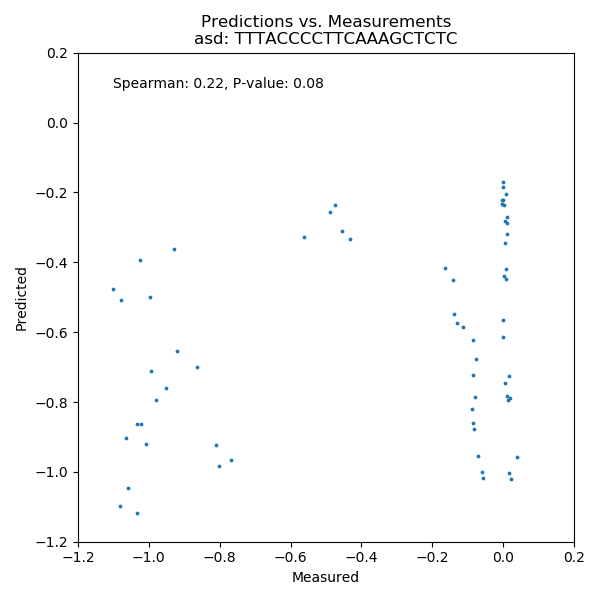 Predictions vs. Measurements
asd: TTTACCCCTTCAAAGCTCTC
Spearman: 0.22, P-value: 0.08
0.2
0.0
−0.2
−0.4
−0.6
−0.8
−1.0
−1.2
Predicted
−1.2 −1.0 −0.8 −0.6 −0.4 −0.2 0.0 0.2
Measured